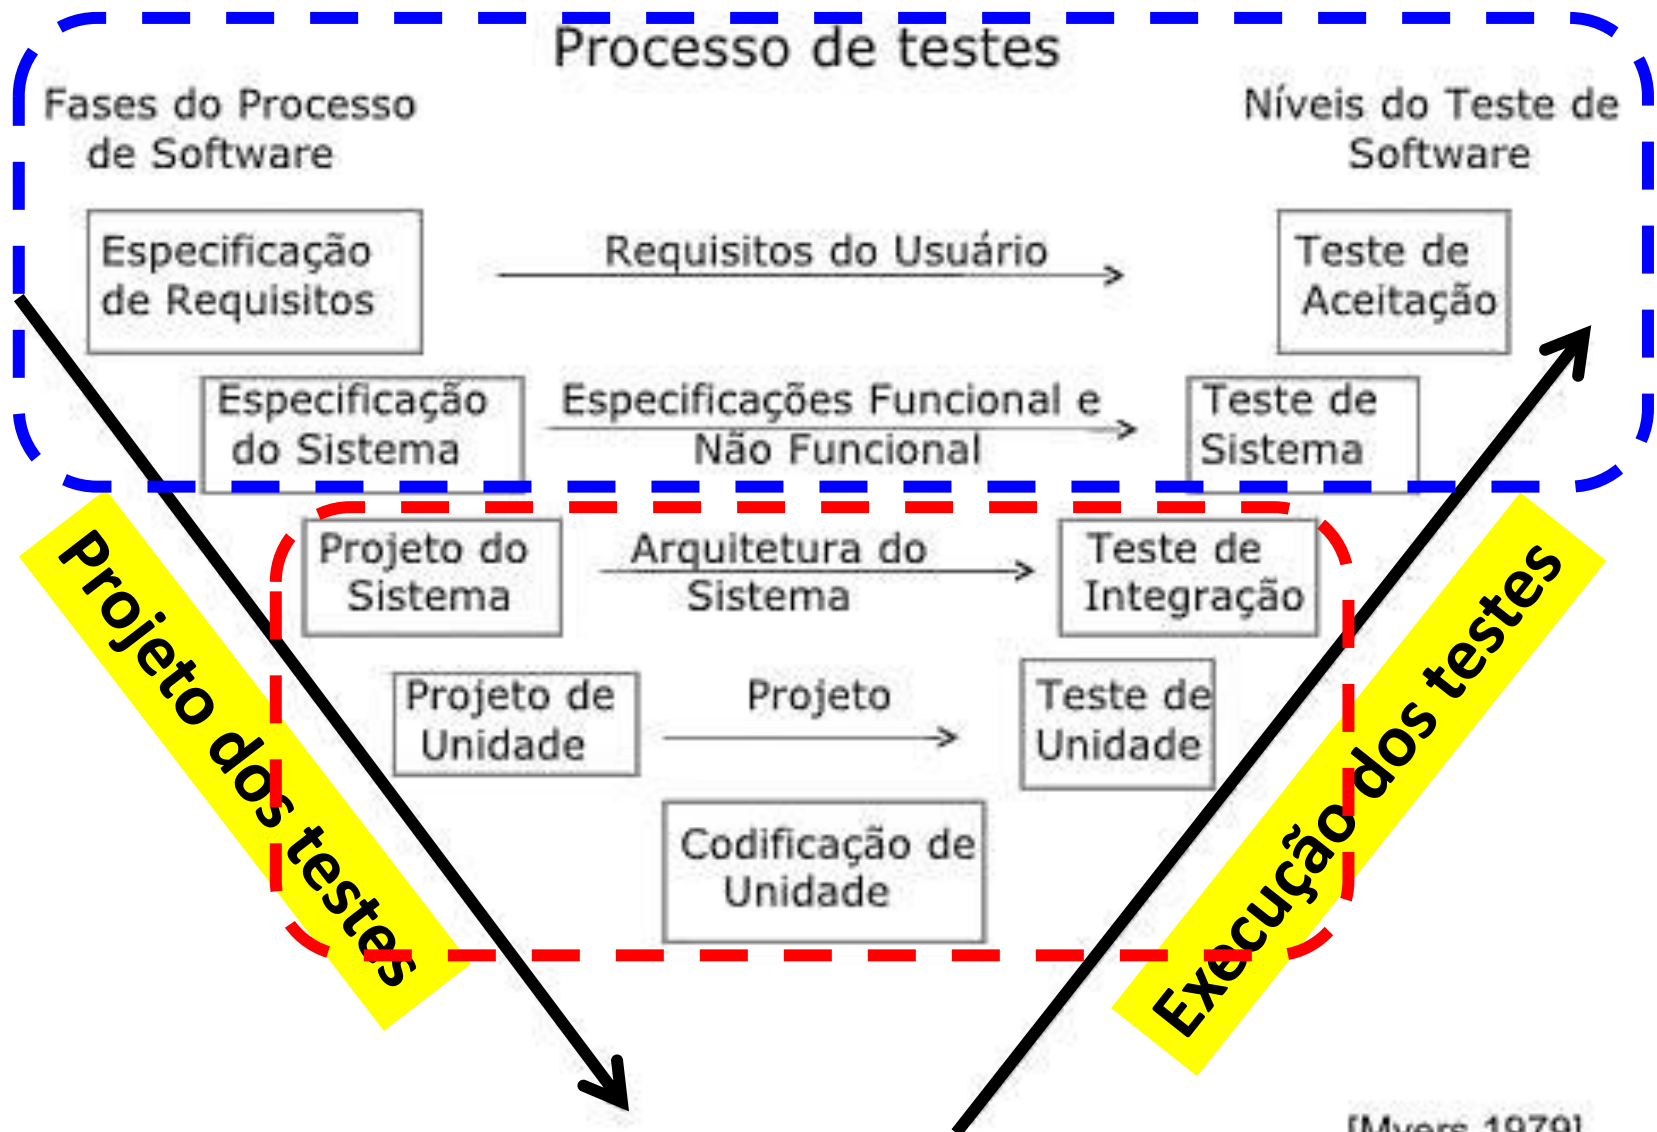 Processo de testes
Fases do Processo
de Software
Níveis do Teste de
Software
Especificação
de Requisitos
Requisitos do Usuário
Teste de
Aceitação
Especificação
do Sistema
Especificações Funcional e
Não Funcional
Teste de
Sistema
Projeto do
Sistema
Arquitetura do
Sistema
Teste de
Integração
Projeto de
Unidade
Projeto
Teste de
Unidade
Codificação de
Unidade
Projeto dos testes
Execução dos testes
[Myers 1979]